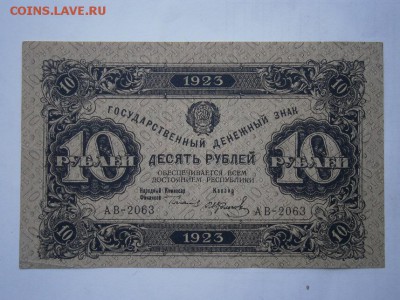 COINS.ЛАВЕ.RU
10 1923 10
ГОСУДАРСТВЕННЫЙ ДЕНЕЖНЫЙ ЗНАК
10 РУБЛЕЙ
ДЕСЯТЬ РУБЛЕЙ
10 РУБЛЕЙ
ОБЕСПЕЧИВАЕТСЯ ВСЕМ
ДОСТОЯНИЕМ РЕСПУБЛИКИ
Народный Комиссар
Финансов
Кассир
АВ-2063 АВ-2063
10 1923 10